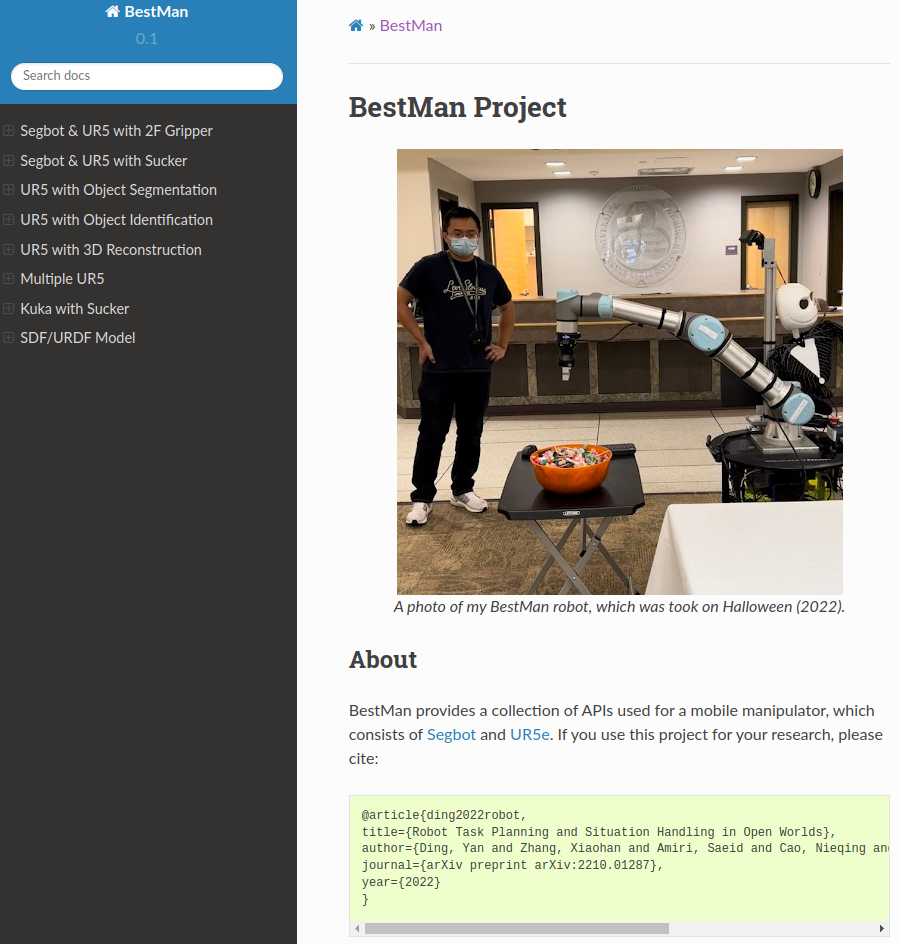 BestMan
0.1
Search docs
Segbot & UR5 with 2F Gripper
Segbot & UR5 with Sucker
UR5 with Object Segmentation
UR5 with Object Identification
UR5 with 3D Reconstruction
Multiple UR5
Kuka with Sucker
SDF/URDF Model
» BestMan
BestMan Project
A photo of my BestMan robot, which was took on Halloween (2022).
About
BestMan provides a collection of APIs used for a mobile manipulator, which
consists of Segbot and UR5e. If you use this project for your research, please
cite:
@article{ding2022robot,
title={Robot Task Planning and Situation Handling in Open Worlds},
author={Ding, Yan and Zhang, Xiaohan and Amiri, Saeid and Cao, Nieqing and
journal={arXiv preprint arXiv:2210.01287},
year={2022}
}